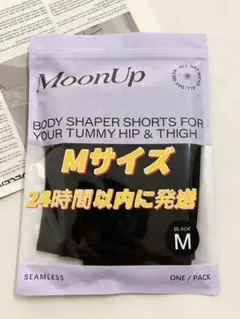 MoonUp
BODY SHAPER SHORTS FOR
YOUR TUMMY HIP & THIGH
Mサイズ
24時間以内に発送
BLACK
M
SEAMLESS
ONE / PACK